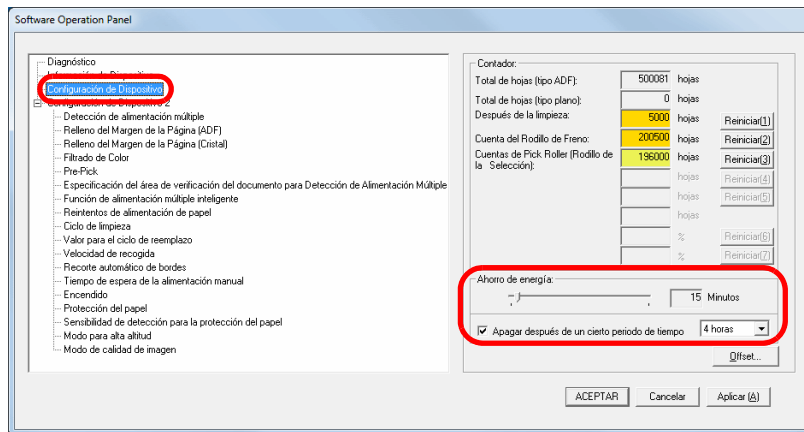 Software Operation Panel
Diagnóstico
Información de Dispositivo
Configuración de Dispositivo
Configuración de Dispositivo 2
Detección de alimentación múltiple
Relleno del Margen de la Página (ADF)
Relleno del Margen de la Página (Cristal)
Filtrado de Color
Pre-Pick
Especificación del área de verificación del documento para Detección de Alimentación Múltiple
Función de alimentación múltiple inteligente
Reintentos de alimentación de papel
Ciclo de limpieza
Valor para el ciclo de reemplazo
Velocidad de recogida
Recorte automático de bordes
Tiempo de espera de la alimentación manual
Encendido
Protección del papel
Sensibilidad de detección para la protección del papel
Modo para alta altitud
Modo de calidad de imagen
Contador:
Total de hojas (tipo ADF): 500081 hojas
Total de hojas (tipo plano): 0 hojas
Después de la limpieza: 5000 hojas Reiniciar(1)
Cuenta del Rodillo de Freno: 200500 hojas Reiniciar(2)
Cuentas de Pick Roller (Rodillo de 196000 hojas Reiniciar(3)
la Selección):
hojas Reiniciar(4)
hojas Reiniciar(5)
hojas
% Reiniciar(6)
% Reiniciar(7)
Ahorro de energía:
15 Minutos
Apagar después de un cierto periodo de tiempo 4 horas
Offset...
ACEPTAR Cancelar Aplicar (A)